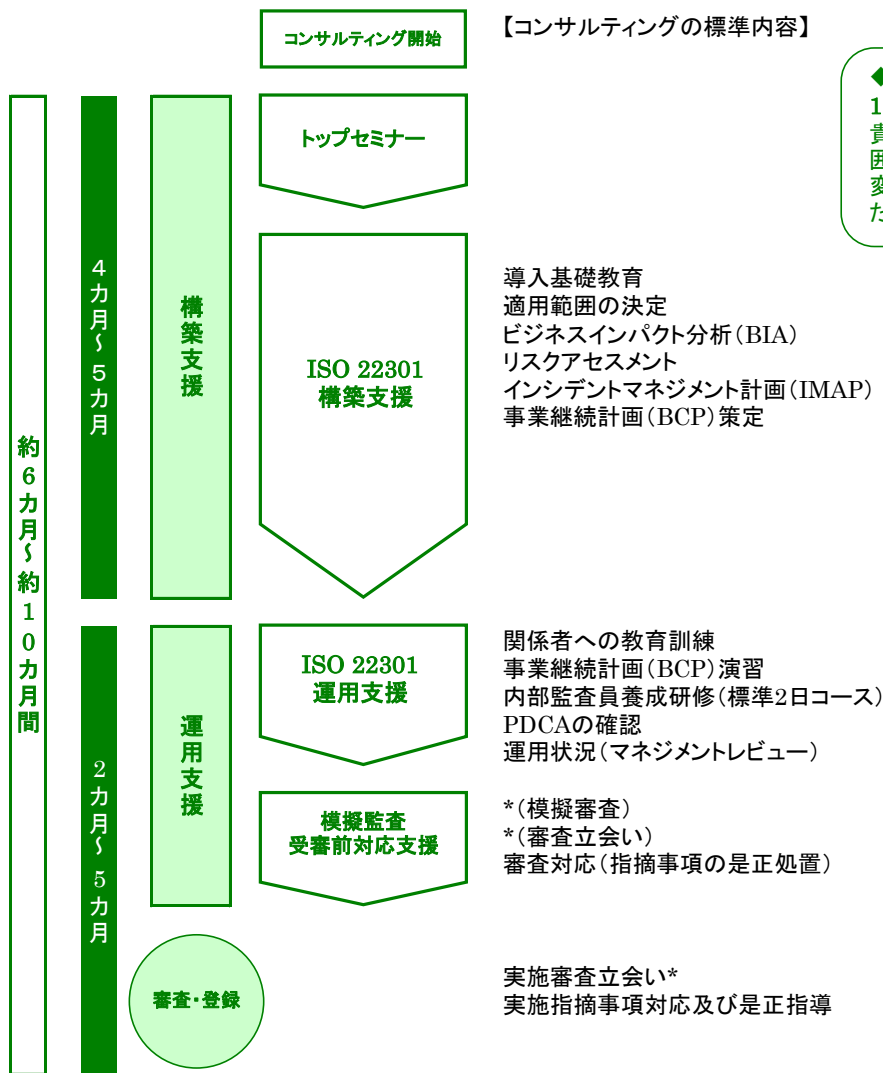 コンサルティング開始
【コンサルティングの標準内容】
◆
1
貴
囲
変
た
約6カ月~約10カ月間
4カ月~5カ月
構築支援
トップセミナー
ISO 22301
構築支援
導入基礎教育
適用範囲の決定
ビジネスインパクト分析(BIA)
リスクアセスメント
インシデントマネジメント計画(IMAP)
事業継続計画(BCP)策定
2カ月~5カ月
運用支援
ISO 22301
運用支援
関係者への教育訓練
事業継続計画(BCP)演習
内部監査員養成研修(標準2日コース)
PDCAの確認
運用状況(マネジメントレビュー)
模擬監査
受審前対応支援
*(模擬審査)
*(審査立会い)
審査対応(指摘事項の是正処置)
審査・登録
実施審査立会い*
実施指摘事項対応及び是正指導